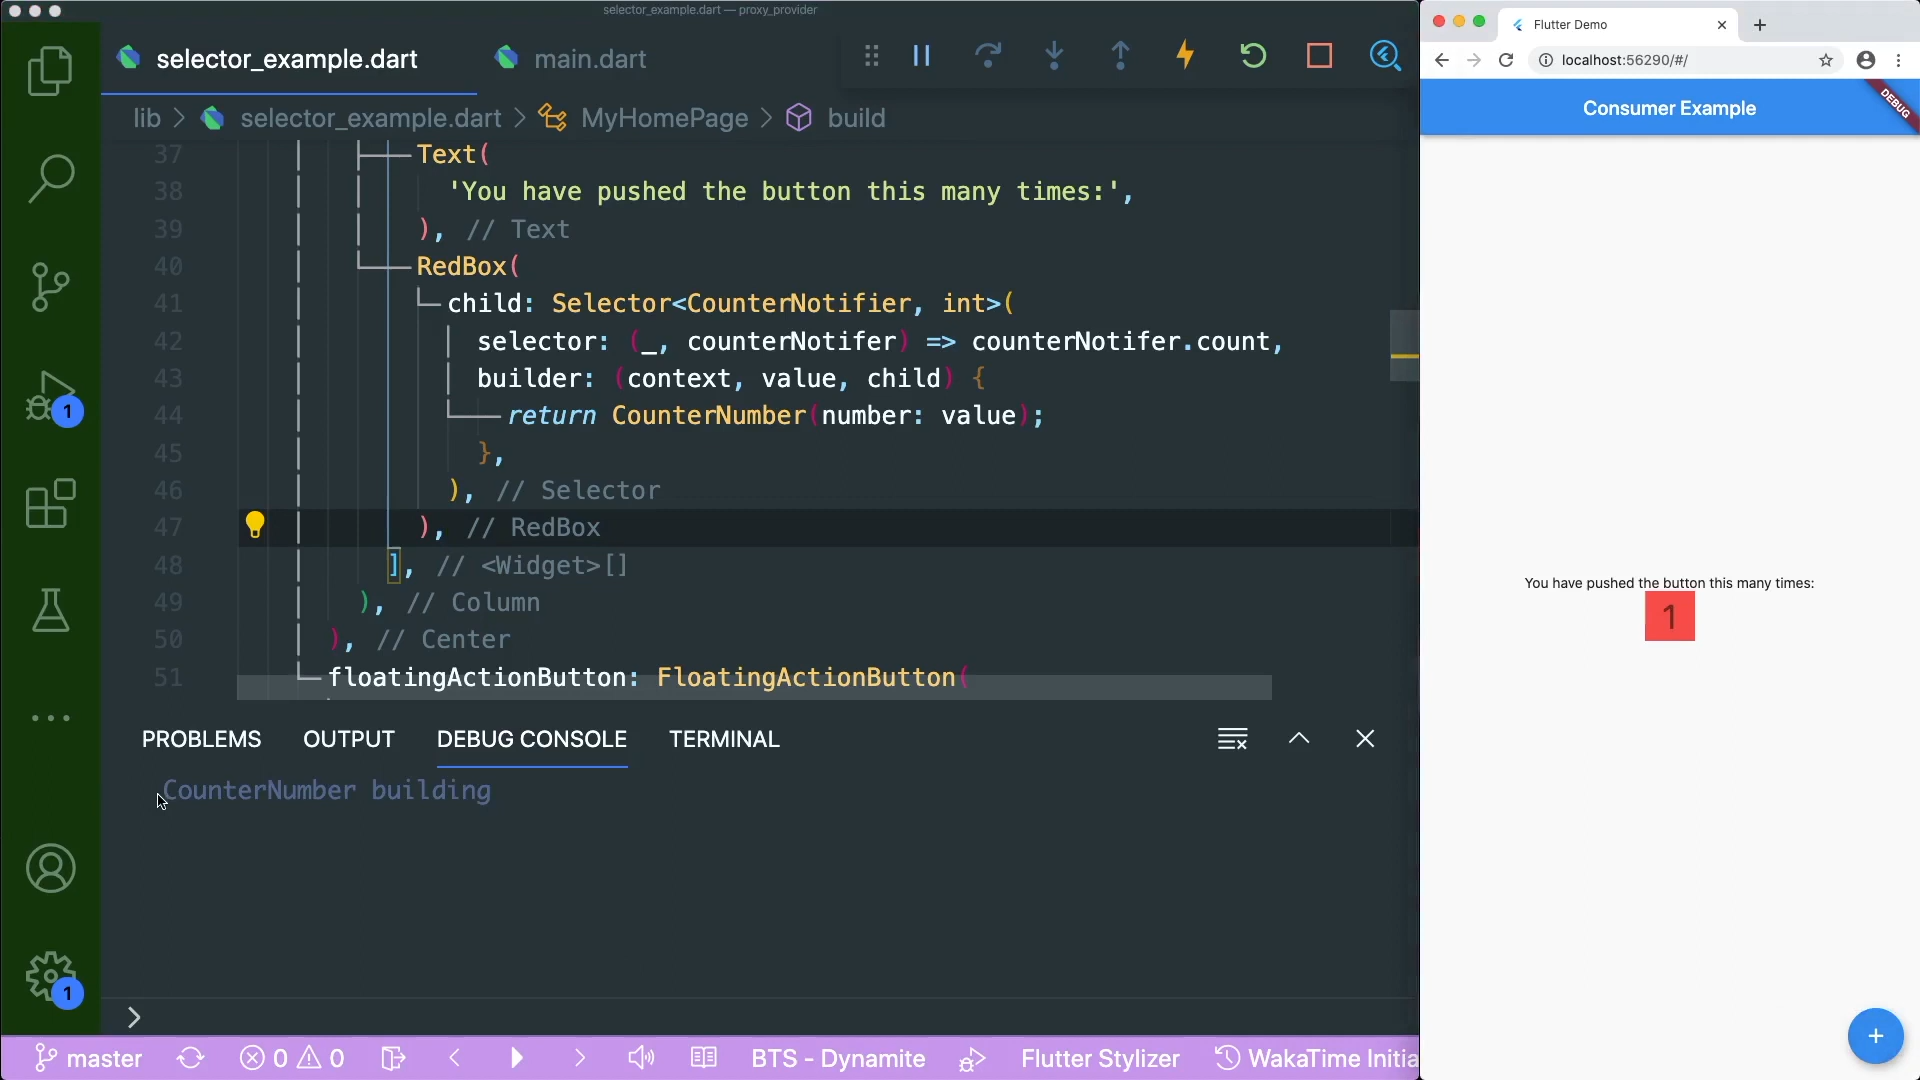 selector_example.dart — proxy_provider
selector_example.dart
main.dart
lib > selector_example.dart > MyHomePage > build
37 Text(
38 'You have pushed the button this many times:',
39 ), // Text
40 RedBox(
41 child: Selector<CounterNotifier, int>(
42 selector: (_, counterNotifer) => counterNotifer.count,
43 builder: (context, value, child) {
44 return CounterNumber(number: value);
45 },
46 ), // Selector
47 ), // RedBox
48 ], // <Widget>[]
49 ), // Column
50 ), // Center
51 floatingActionButton: FloatingActionButton(
PROBLEMS OUTPUT DEBUG CONSOLE TERMINAL
CounterNumber building
1
1
master 0 0 BTS - Dynamite Flutter Stylizer WakaTime Initia
Flutter Demo
localhost:56290/#/
Consumer Example
DEBUG
You have pushed the button this many times:
1